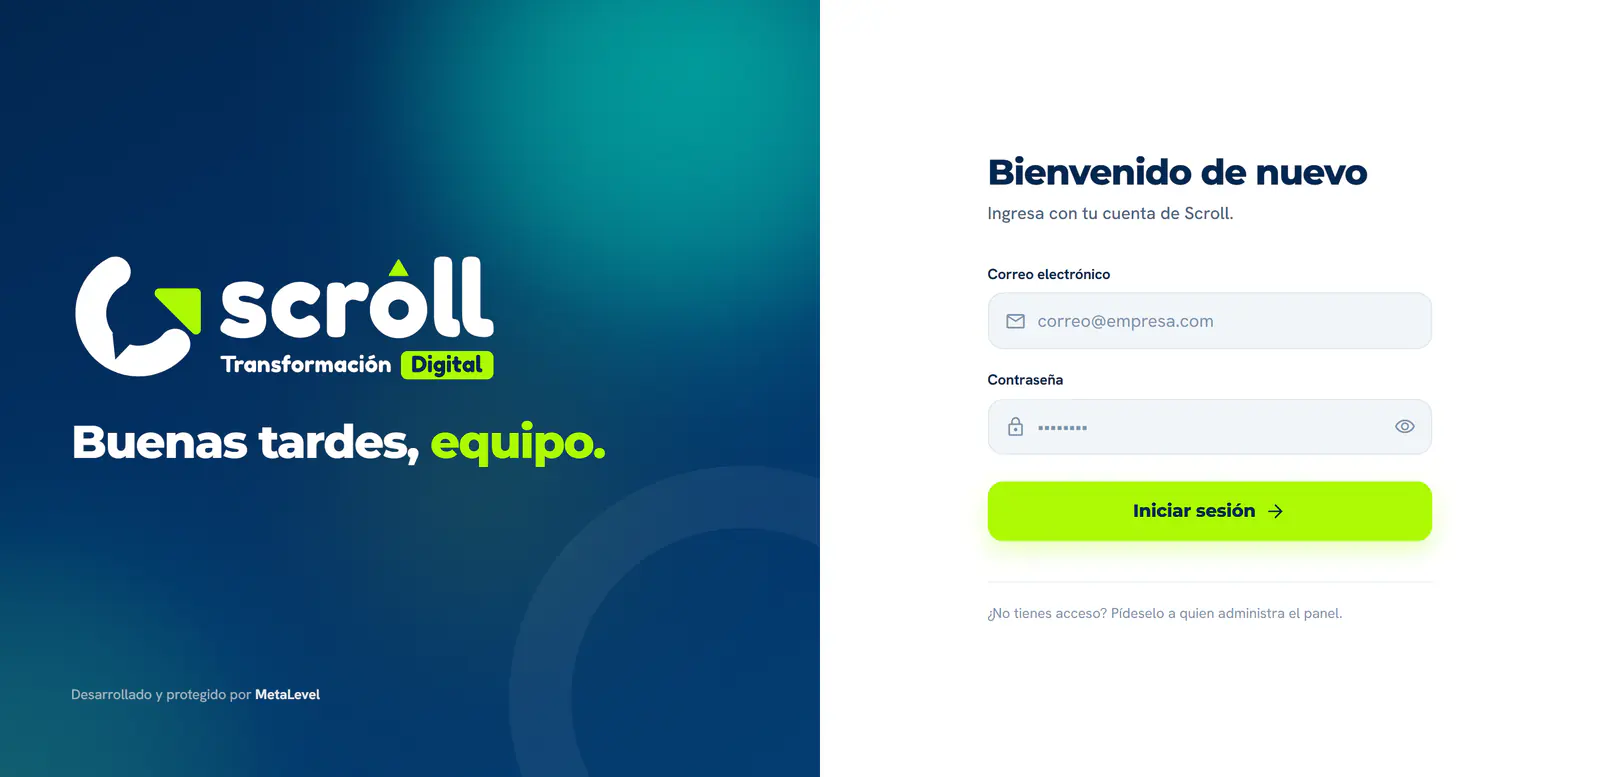 scroll
Transformación Digital
Buenas tardes, equipo.
Desarrollado y protegido por MetaLevel
Bienvenido de nuevo
Ingresa con tu cuenta de Scroll.
Correo electrónico
correo@empresa.com
Contraseña
••••••••
Iniciar sesión →
¿No tienes acceso? Pídeselo a quien administra el panel.